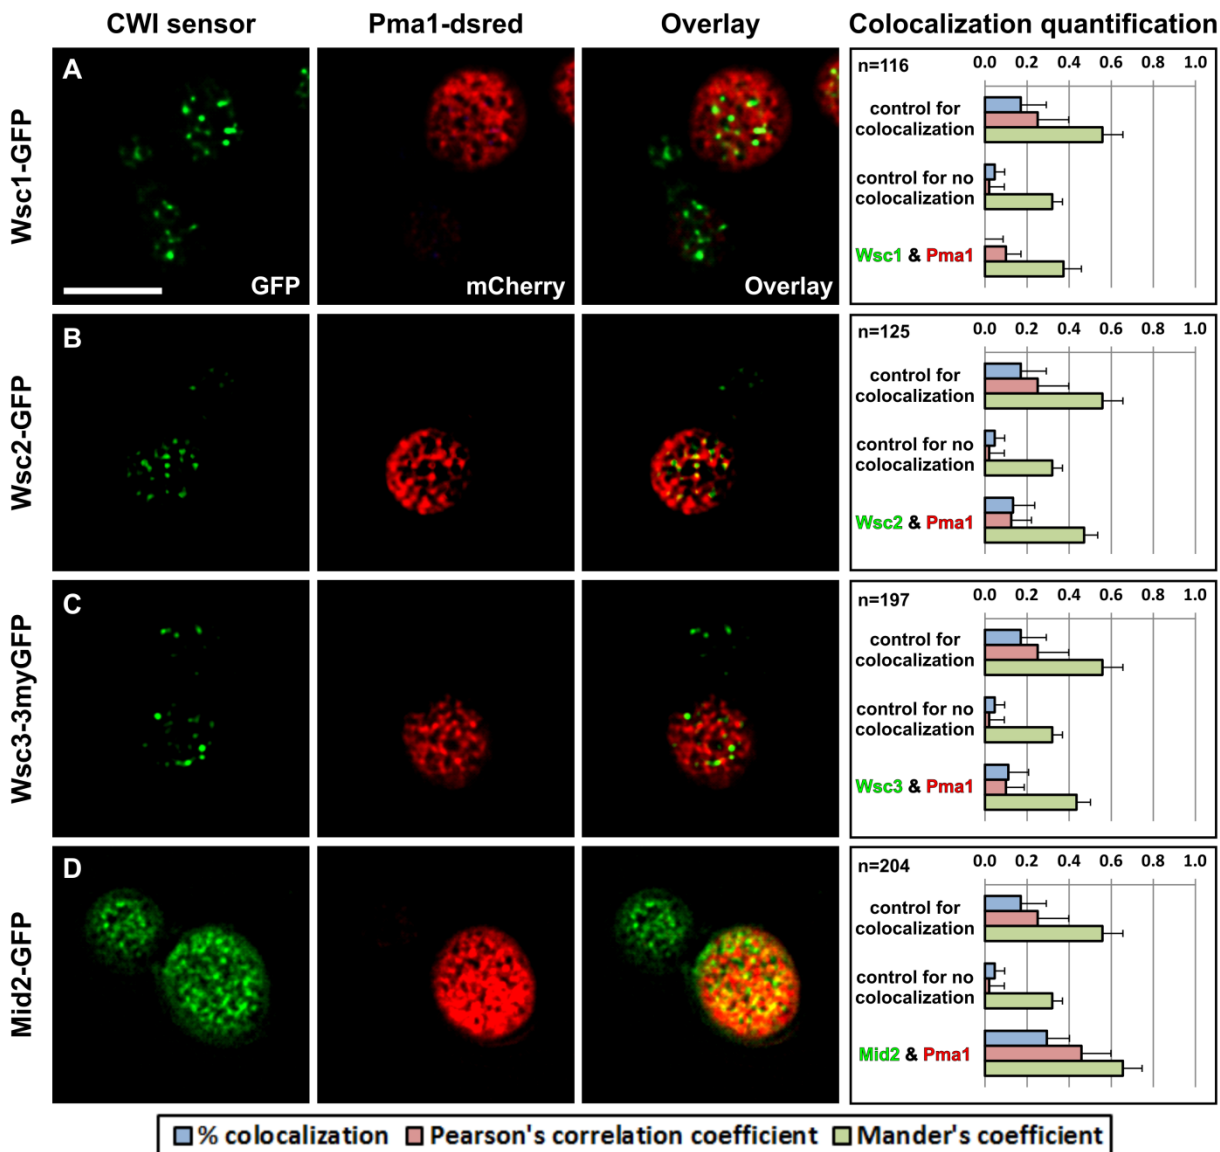 CWI sensor Pma1-dsred Overlay Colocalization quantification
Wsc1-GFP
A
GFP
mCherry
Overlay
n=116
0.0 0.2 0.4 0.6 0.8 1.0
control for
colocalization
control for no
colocalization
Wsc1 & Pma1
Wsc2-GFP
B
n=125
0.0 0.2 0.4 0.6 0.8 1.0
control for
colocalization
control for no
colocalization
Wsc2 & Pma1
Wsc3-3myGFP
C
n=197
0.0 0.2 0.4 0.6 0.8 1.0
control for
colocalization
control for no
colocalization
Wsc3 & Pma1
Mid2-GFP
D
n=204
0.0 0.2 0.4 0.6 0.8 1.0
control for
colocalization
control for no
colocalization
Mid2 & Pma1
% colocalization Pearson's correlation coefficient Mander's coefficient